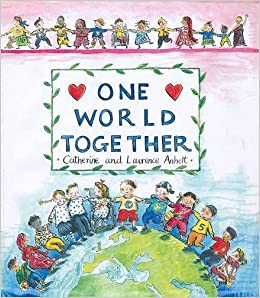 ONE
WORLD
TOGETHER
· Catherine and Laurence Anholt ·